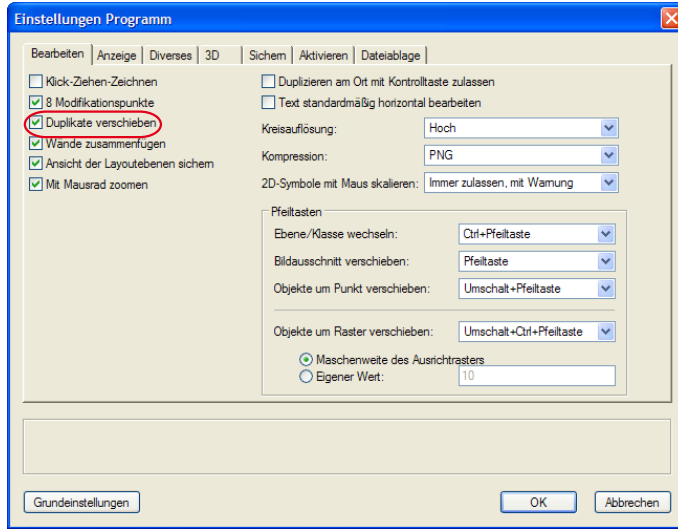 Einstellungen Programm
Bearbeiten Anzeige Diverses 3D Sichern Aktivieren Dateiablage
Klick-Ziehen-Zeichnen
8 Modifikationspunkte
Duplikate verschieben
Wände zusammenfügen
Ansicht der Layoutebenen sichern
Mit Mausrad zoomen
Duplizieren am Ort mit Kontrolltaste zulassen
Text standardmäßig horizontal bearbeiten
Kreisauflösung: Hoch
Kompression: PNG
2D-Symbole mit Maus skalieren: Immer zulassen, mit Warnung
Pfeiltasten
Ebene/Klasse wechseln: Ctrl+Pfeiltaste
Bildausschnitt verschieben: Pfeiltaste
Objekte um Punkt verschieben: Umschalt+Pfeiltaste
Objekte um Raster verschieben: Umschalt+Ctrl+Pfeiltaste
Maschenweite des Ausrichtrasters
Eigener Wert: 10
Grundeinstellungen OK Abbrechen